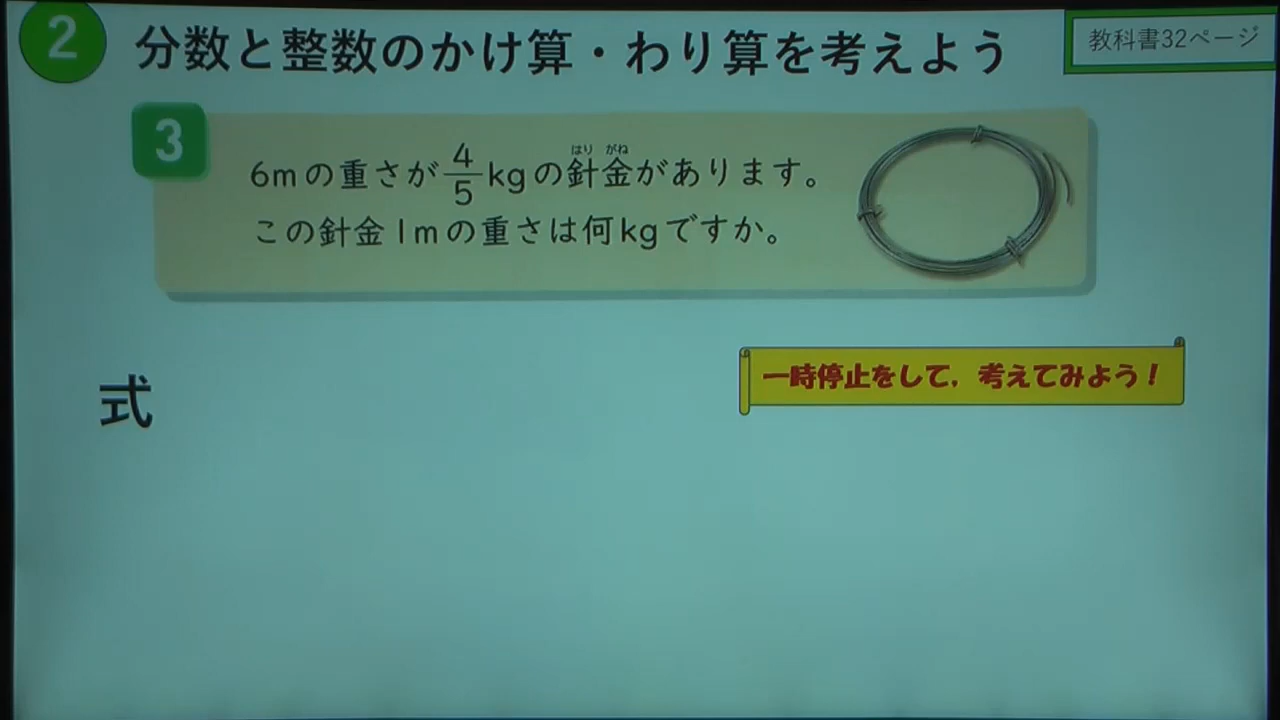 2 分数と整数のかけ算・わり算を考えよう
教科書32ページ
3
6mの重さが4/5kgの針金があります。
はり がね
この針金1mの重さは何kgですか。
一時停止をして,考えてみよう!
式